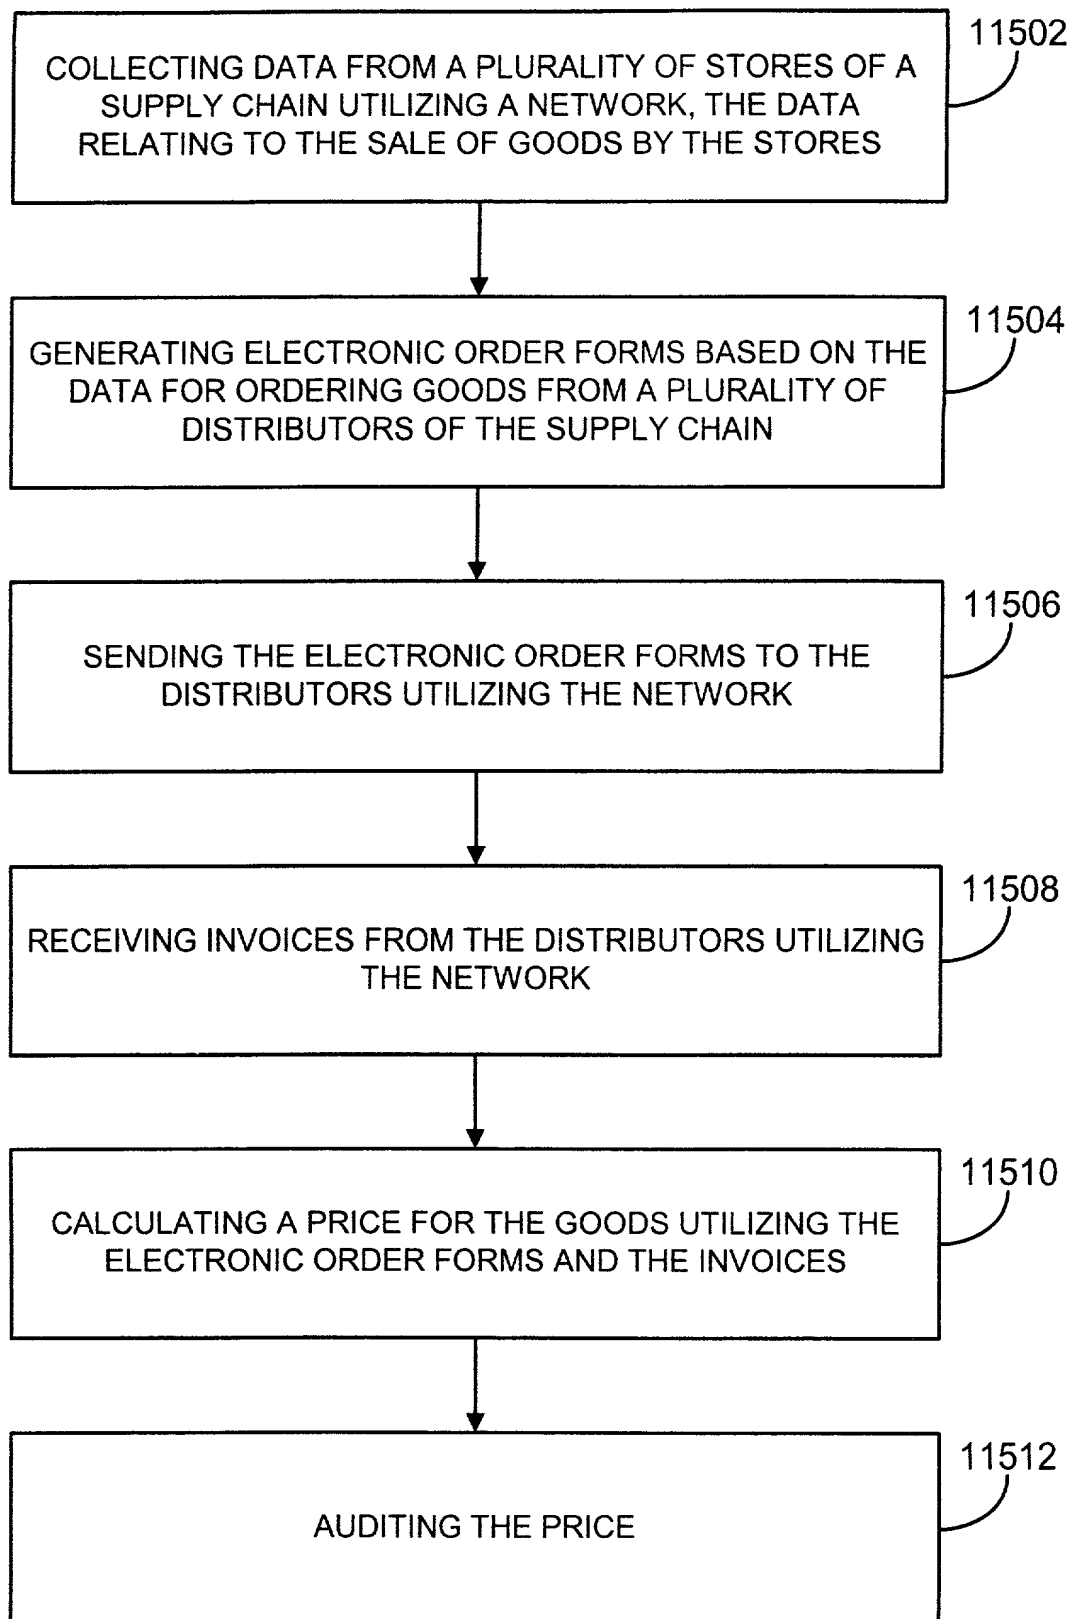 11502
COLLECTING DATA FROM A PLURALITY OF STORES OF A
SUPPLY CHAIN UTILIZING A NETWORK, THE DATA
RELATING TO THE SALE OF GOODS BY THE STORES
11504
GENERATING ELECTRONIC ORDER FORMS BASED ON THE
DATA FOR ORDERING GOODS FROM A PLURALITY OF
DISTRIBUTORS OF THE SUPPLY CHAIN
11506
SENDING THE ELECTRONIC ORDER FORMS TO THE
DISTRIBUTORS UTILIZING THE NETWORK
11508
RECEIVING INVOICES FROM THE DISTRIBUTORS UTILIZING
THE NETWORK
11510
CALCULATING A PRICE FOR THE GOODS UTILIZING THE
ELECTRONIC ORDER FORMS AND THE INVOICES
11512
AUDITING THE PRICE